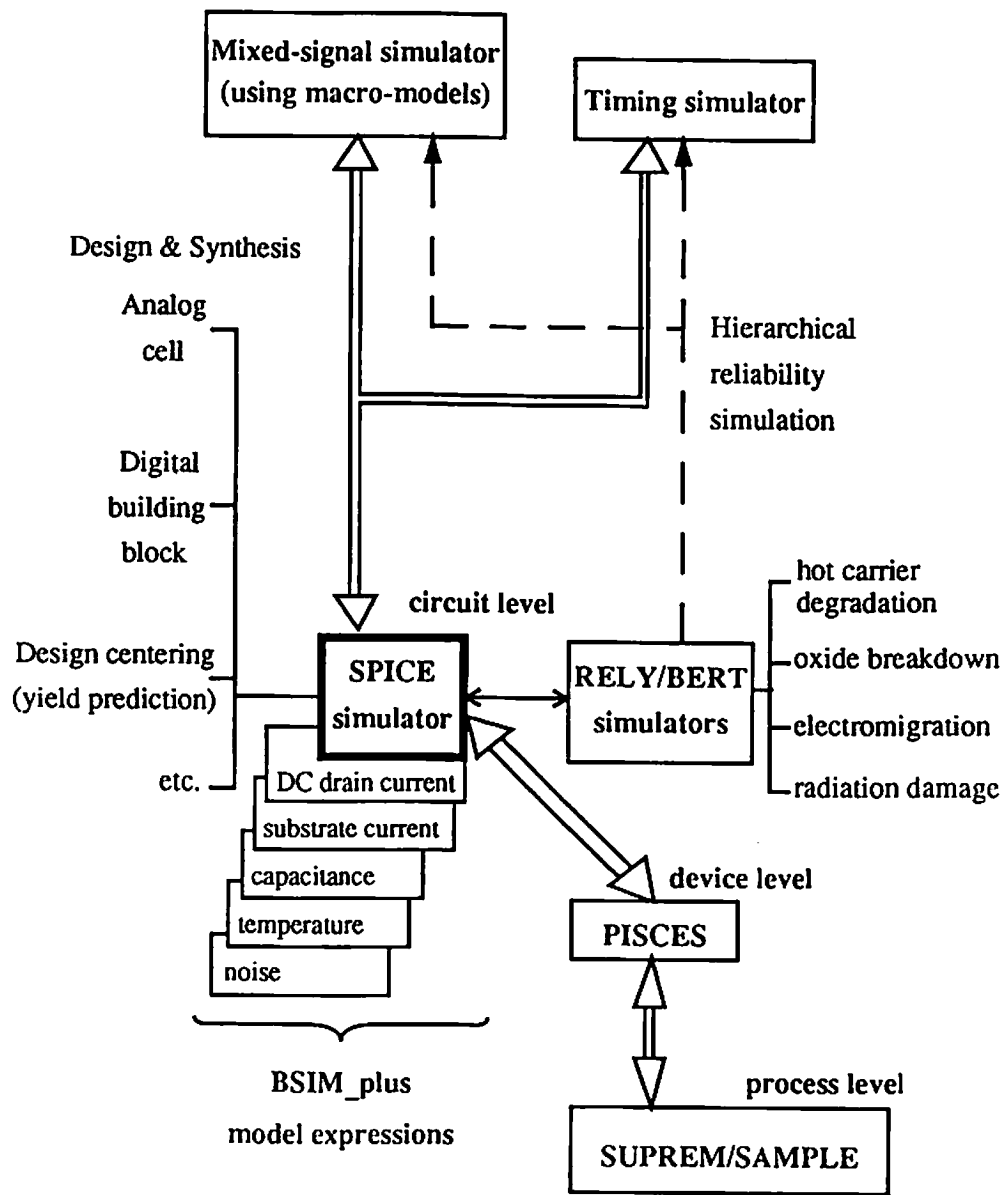 Mixed-signal simulator
(using macro-models)
Timing simulator
Design & Synthesis
Analog
cell
Digital
building
block
Design centering
(yield prediction)
etc.
Hierarchical
reliability
simulation
circuit level
SPICE
simulator
RELY/BERT
simulators
hot carrier
degradation
oxide breakdown
electromigration
radiation damage
DC drain current
substrate current
capacitance
temperature
noise
BSIM_plus
model expressions
device level
PISCES
process level
SUPREM/SAMPLE